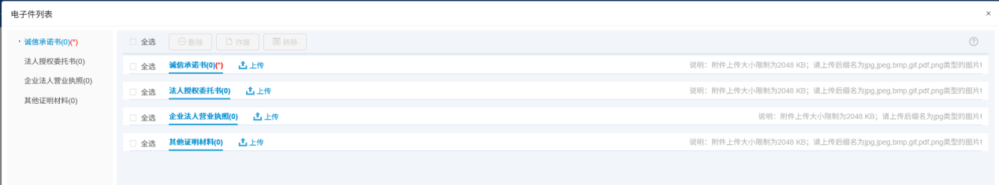 电子件列表
×
诚信承诺书(0)(*)
法人授权委托书(0)
企业法人营业执照(0)
其他证明材料(0)
全选 删除 作废 转移
全选 诚信承诺书(0)(*) 上传 说明：附件上传大小限制为2048 KB；请上传后缀名为jpg,jpeg,bmp,gif,pdf,png类型的图片!
全选 法人授权委托书(0) 上传 说明：附件上传大小限制为2048 KB；请上传后缀名为jpg,jpeg,bmp,gif,pdf,png类型的图片!
全选 企业法人营业执照(0) 上传 说明：附件上传大小限制为2048 KB；请上传后缀名为jpg类型的图片!
全选 其他证明材料(0) 上传 说明：附件上传大小限制为2048 KB；请上传后缀名为jpg,jpeg,bmp,gif,pdf,png类型的图片!